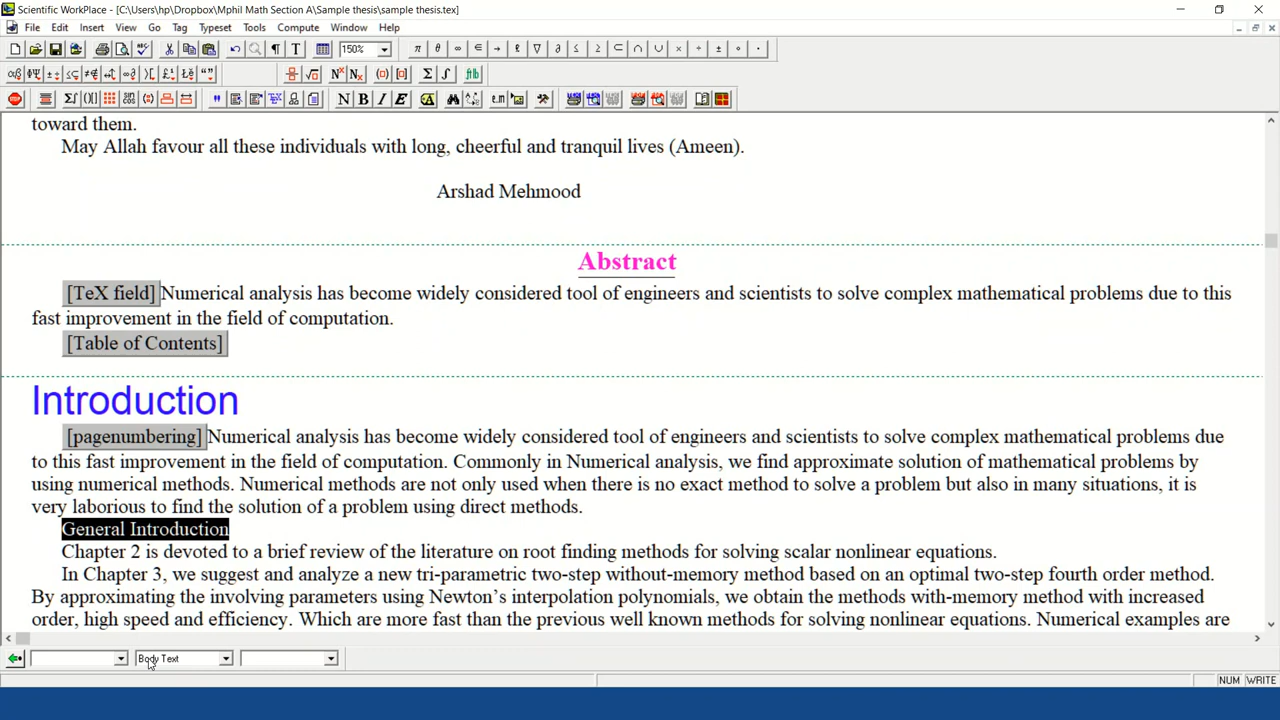 Scientific WorkPlace - [C:\Users\hp\Dropbox\Mphil Math Section A\Sample thesis\sample thesis.tex]
File Edit Insert View Go Tag Typeset Tools Compute Window Help
150%
toward them.
May Allah favour all these individuals with long, cheerful and tranquil lives (Ameen).
Arshad Mehmood
Abstract
[TeX field] Numerical analysis has become widely considered tool of engineers and scientists to solve complex mathematical problems due to this
fast improvement in the field of computation.
[Table of Contents]
Introduction
[pagenumbering] Numerical analysis has become widely considered tool of engineers and scientists to solve complex mathematical problems due
to this fast improvement in the field of computation. Commonly in Numerical analysis, we find approximate solution of mathematical problems by
using numerical methods. Numerical methods are not only used when there is no exact method to solve a problem but also in many situations, it is
very laborious to find the solution of a problem using direct methods.
General Introduction
Chapter 2 is devoted to a brief review of the literature on root finding methods for solving scalar nonlinear equations.
In Chapter 3, we suggest and analyze a new tri-parametric two-step without-memory method based on an optimal two-step fourth order method.
By approximating the involving parameters using Newton's interpolation polynomials, we obtain the methods with-memory method with increased
order, high speed and efficiency. Which are more fast than the previous well known methods for solving nonlinear equations. Numerical examples are
Body Text
NUM WRITE